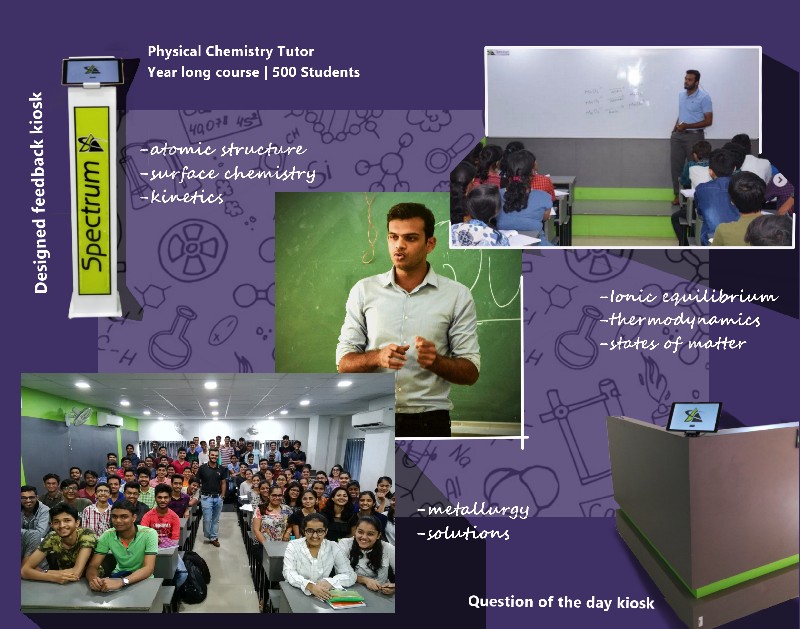 Physical Chemistry Tutor
Year long course | 500 Students
Designed feedback kiosk
Spectrum
-atomic structure
-surface chemistry
-kinetics
-Ionic equilibrium
-thermodynamics
-states of matter
-metallurgy
-solutions
Question of the day kiosk